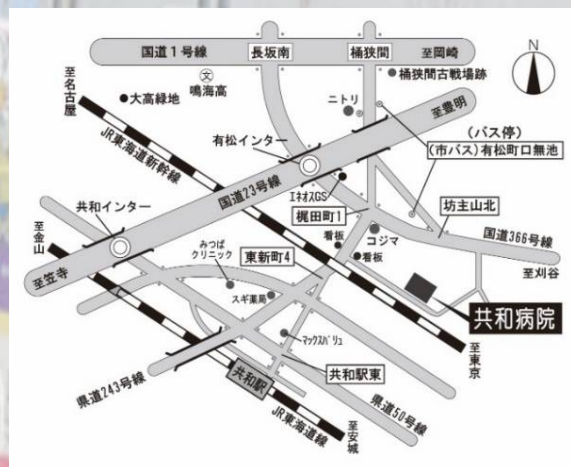 国道1号線
長坂南
桶狭間
至岡崎
N
文
鳴海高
桶狭間古戦場跡
大高緑地
ニトリ
至名古屋
JR東海道新幹線
有松インター
至豊明
(バス停)
(市バス)有松町口無池
エネオスGS
国道23号線
梶田町1
坊主山北
共和インター
コジマ
国道366号線
至金山
みつば
クリニック
東新町4
看板
看板
至刈谷
至笠寺
スギ薬局
共和病院
マックスバリュ
至東京
共和駅東
県道243号線
共和駅
県道50号線
JR東海道線
至安城